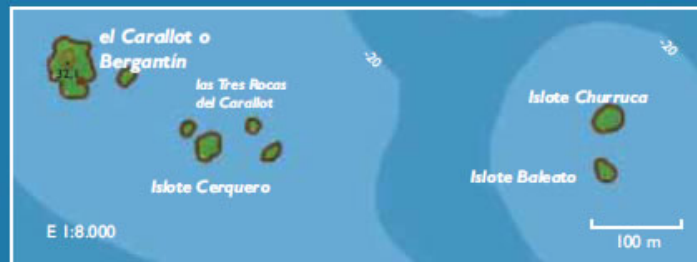 el Carallot o
Bergantín
32,1
las Tres Rocas
del Carallot
Islote Cerquero
-20
-20
Islote Churruca
Islote Baleato
E 1:8.000
100 m